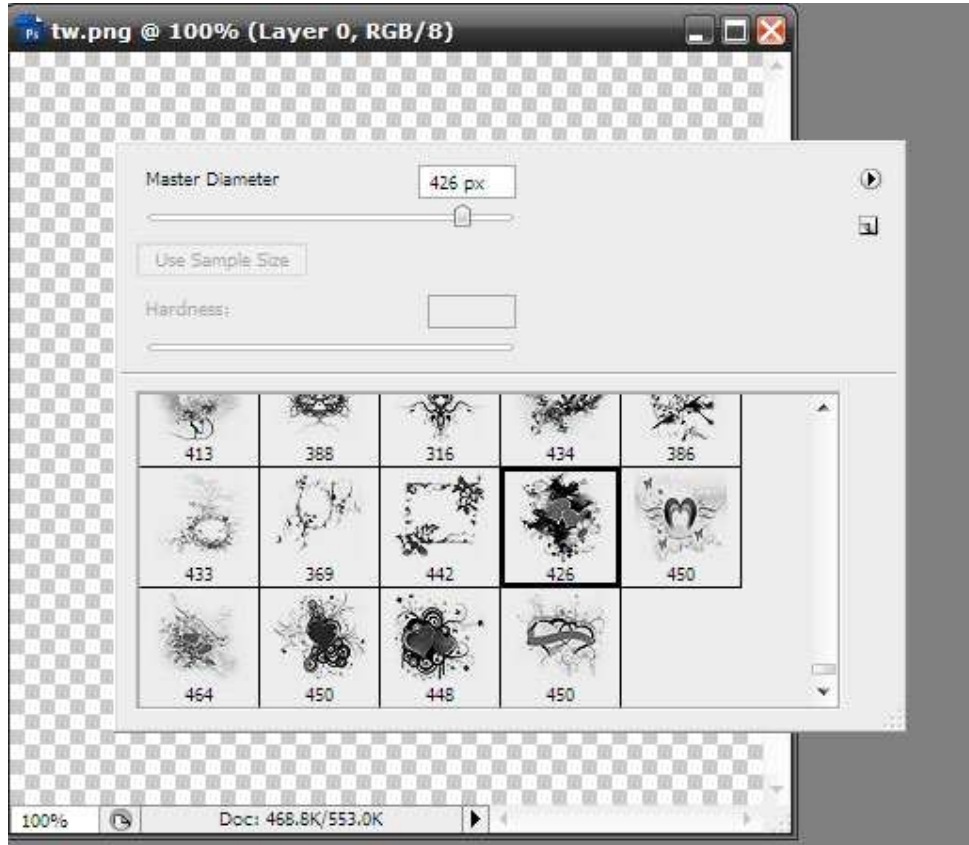 Ps tw.png @ 100% (Layer 0, RGB/8)
Master Diameter 426 px
Use Sample Size
Hardness:
413 388 316 434 386
433 369 442 426 450
464 450 448 450
100% Doc: 468.8K/553.0K